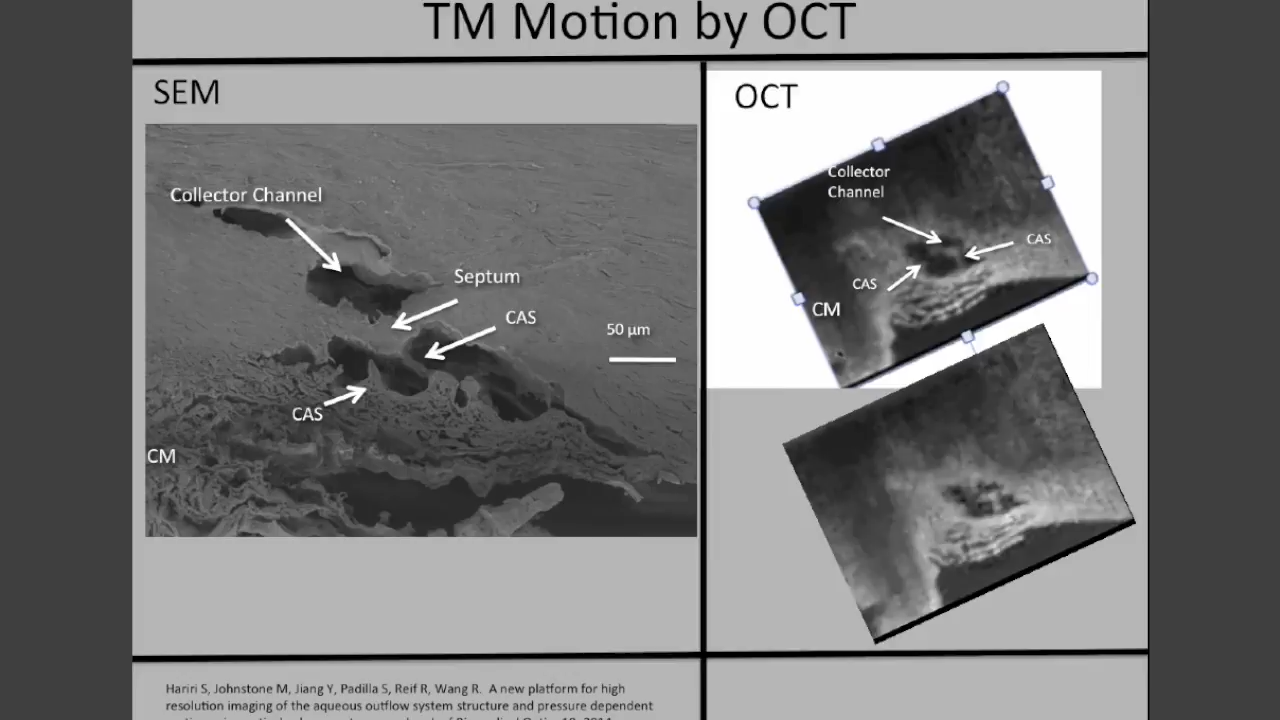 TM Motion by OCT
SEM
Collector Channel
Septum
CAS
50 µm
CAS
CM
OCT
Collector
Channel
CAS
CAS
CM
Hariri S, Johnstone M, Jiang Y, Padilla S, Reif R, Wang R. A new platform for high
resolution imaging of the aqueous outflow system structure and pressure dependent